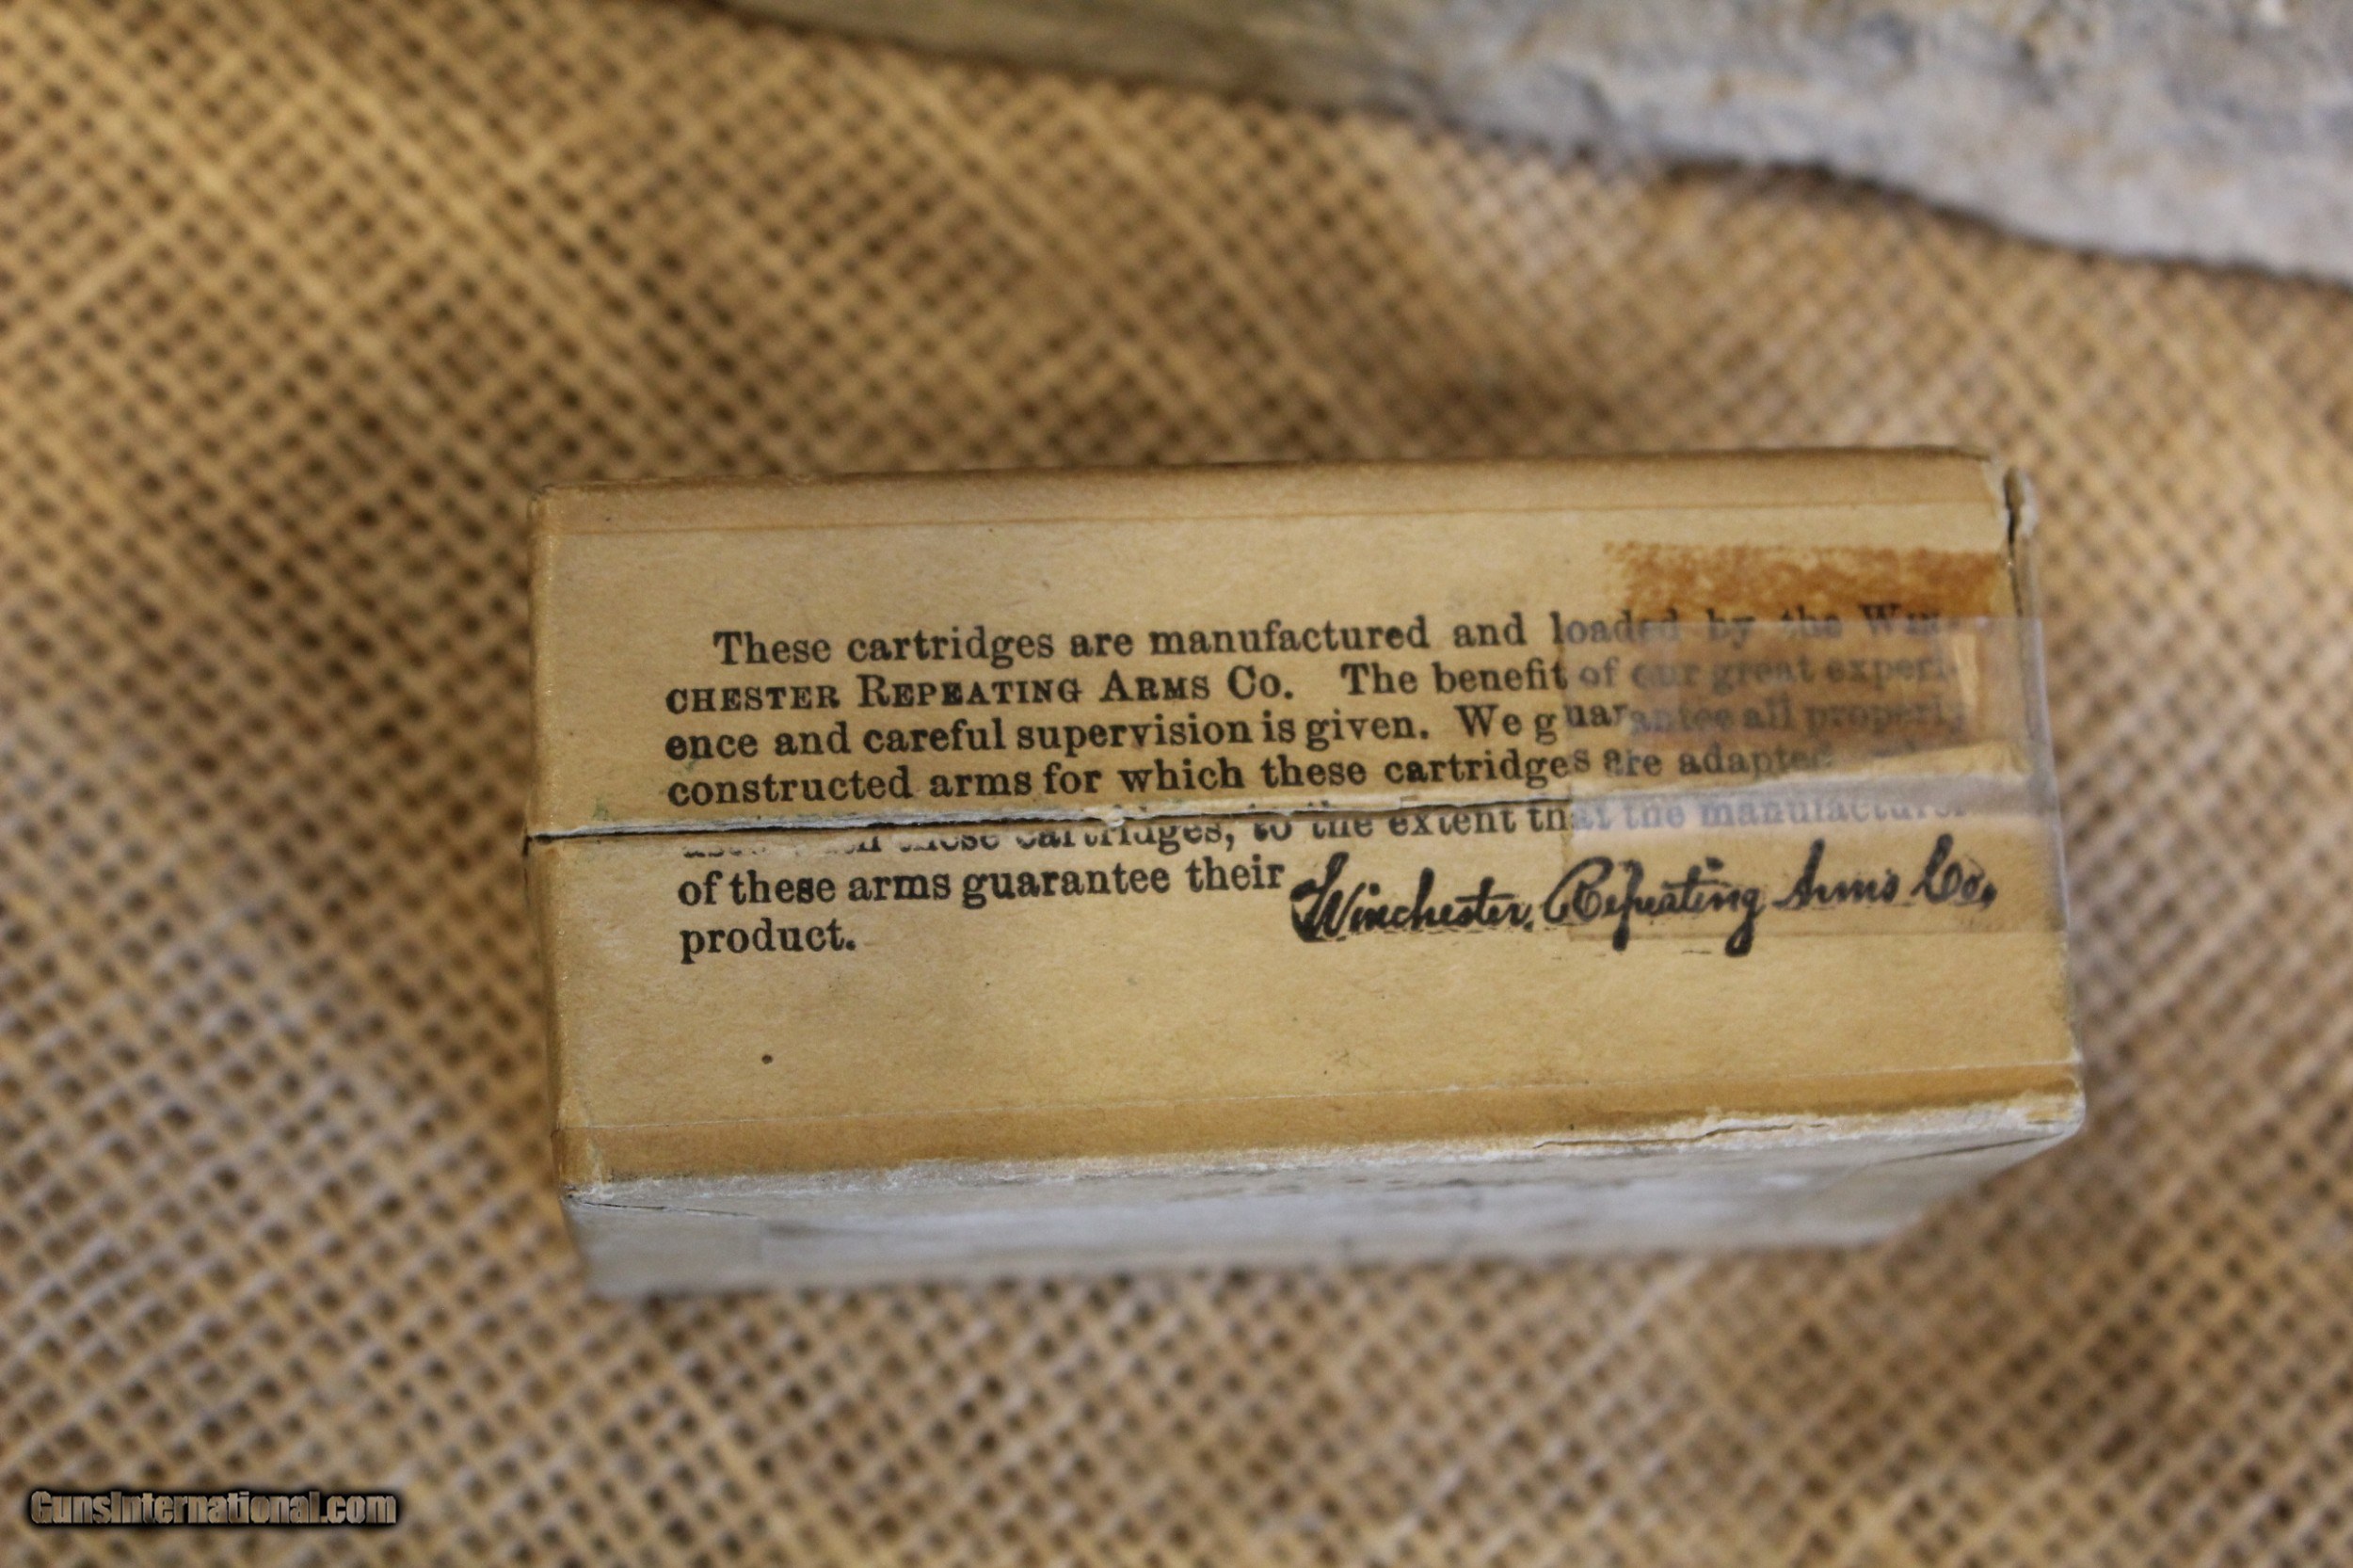 These cartridges are manufactured and loaded by the WIN-
CHESTER REPEATING ARMS CO. The benefit of our great experi-
ence and careful supervision is given. We guarantee all properly
constructed arms for which these cartridges are adapted
these cartridges, to the extent that the manufacturers
of these arms guarantee their
product.
Winchester Repeating Arms Co.
GunsInternational.com